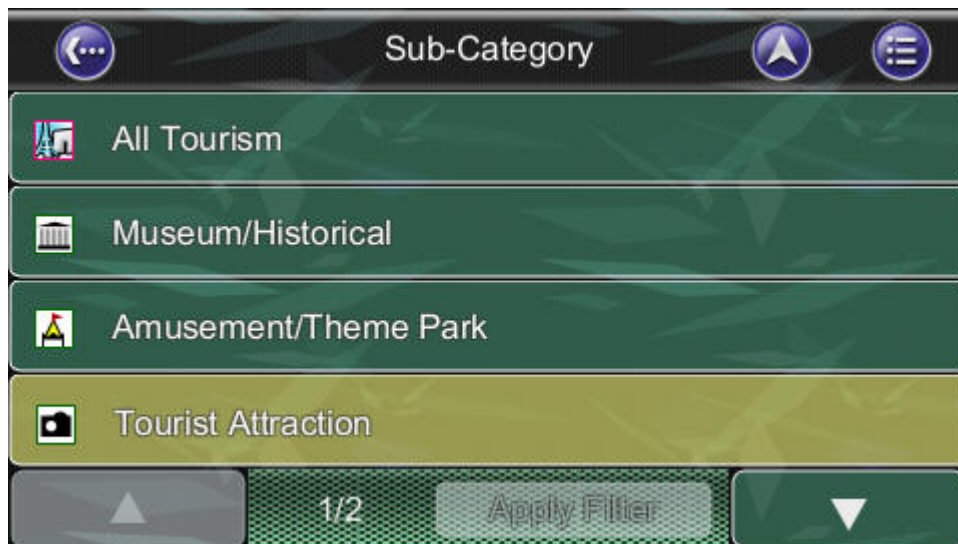 Sub-Category
All Tourism
Museum/Historical
Amusement/Theme Park
Tourist Attraction
1/2 Apply Filter